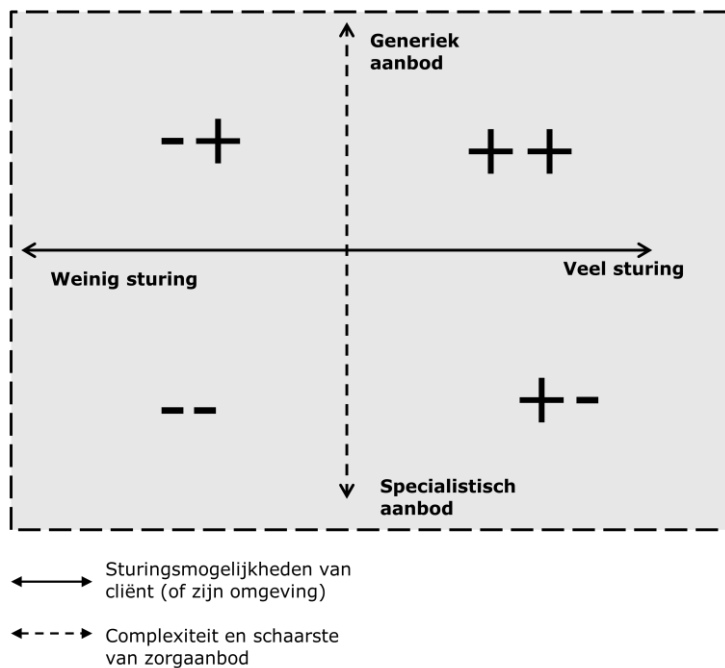 Generiek
aanbod
-+
++
Weinig sturing
Veel sturing
--
+-
Specialistisch
aanbod
Sturingsmogelijkheden van
cliënt (of zijn omgeving)
Complexiteit en schaarste
van zorgaanbod